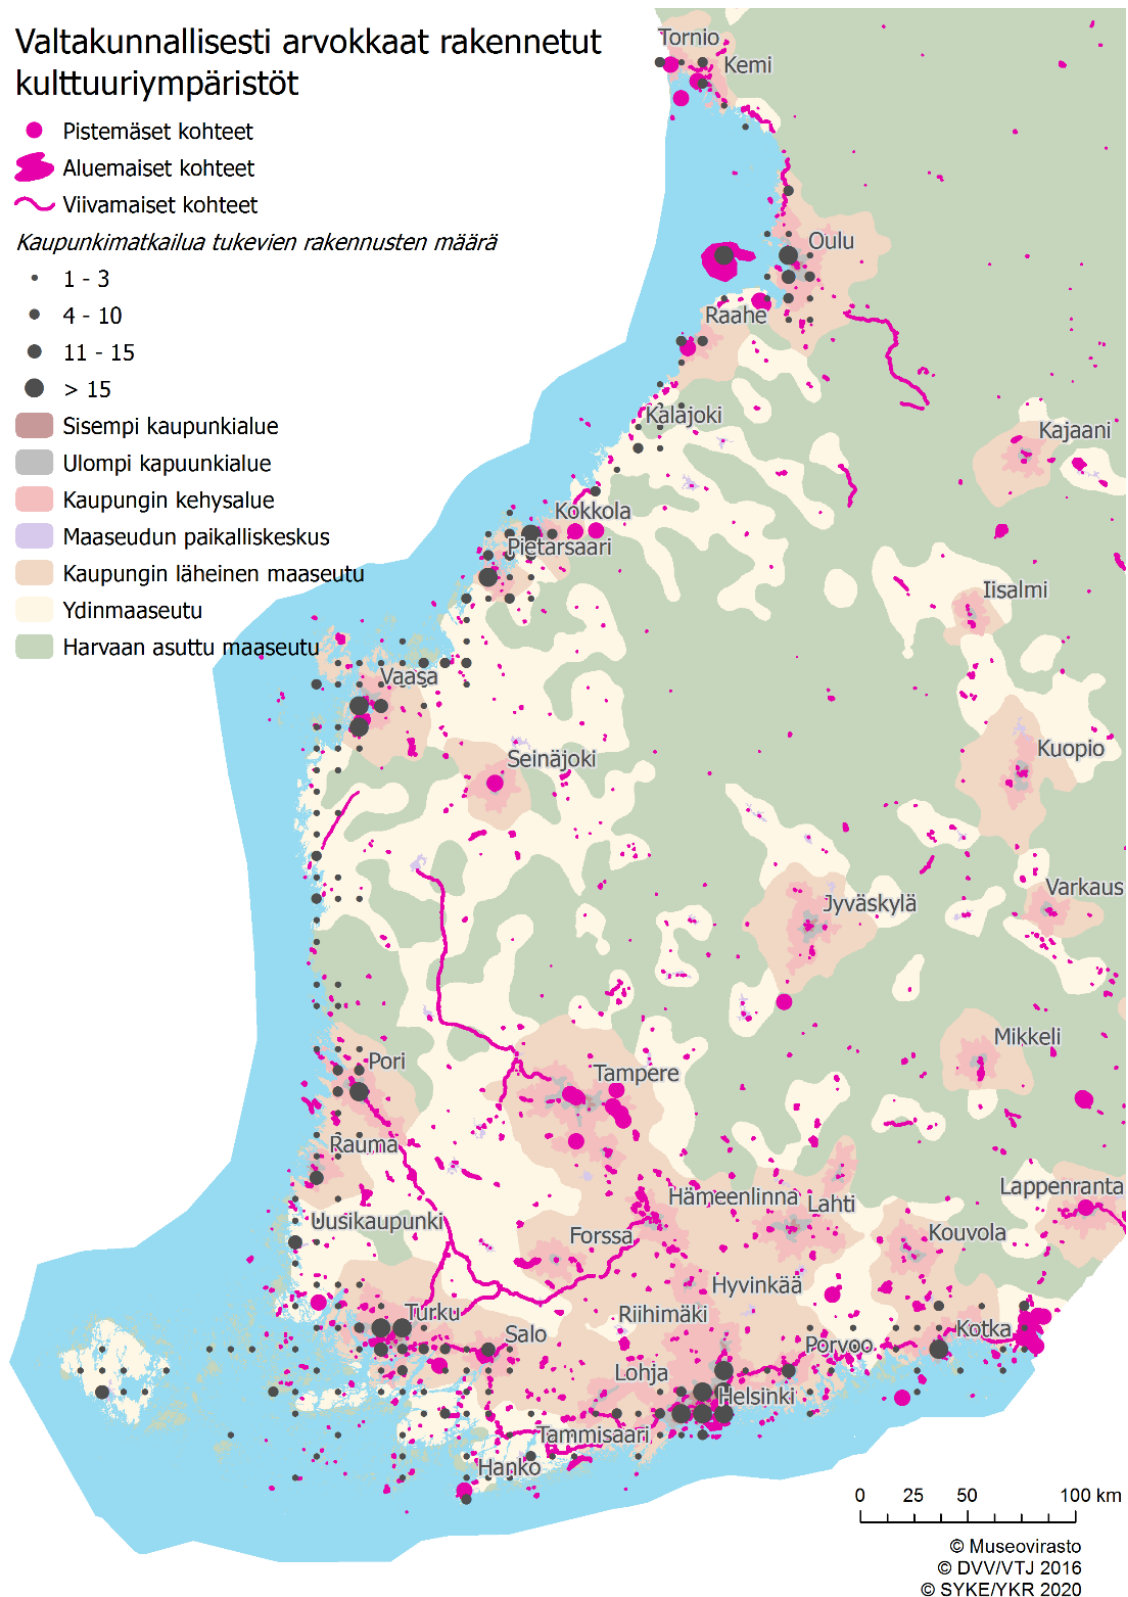 Valtakunnallisesti arvokkaat rakennetut
kulttuuriympäristöt
Pistemäset kohteet
Aluemaiset kohteet
Viivamaiset kohteet
Kaupunkimatkailua tukevien rakennusten määrä
1 - 3
4 - 10
11 - 15
> 15
Sisempi kaupunkialue
Ulompi kapuunkialue
Kaupungin kehysalue
Maaseudun paikalliskeskus
Kaupungin läheinen maaseutu
Ydinmaaseutu
Harvaan asuttu maaseutu
Tornio
Kemi
Oulu
Raahe
Kalajoki
Kajaani
Kokkola
Pietarsaari
Iisalmi
Vaasa
Kuopio
Seinäjoki
Varkaus
Jyväskylä
Mikkeli
Pori
Tampere
Rauma
Lappenranta
Hämeenlinna
Lahti
Uusikaupunki
Forssa
Kouvola
Hyvinkää
Turku
Riihimäki
Salo
Kotka
Porvoo
Lohja
Helsinki
Tammisaari
Hanko
0 25 50 100 km
© Museovirasto
© DVV/VTJ 2016
© SYKE/YKR 2020